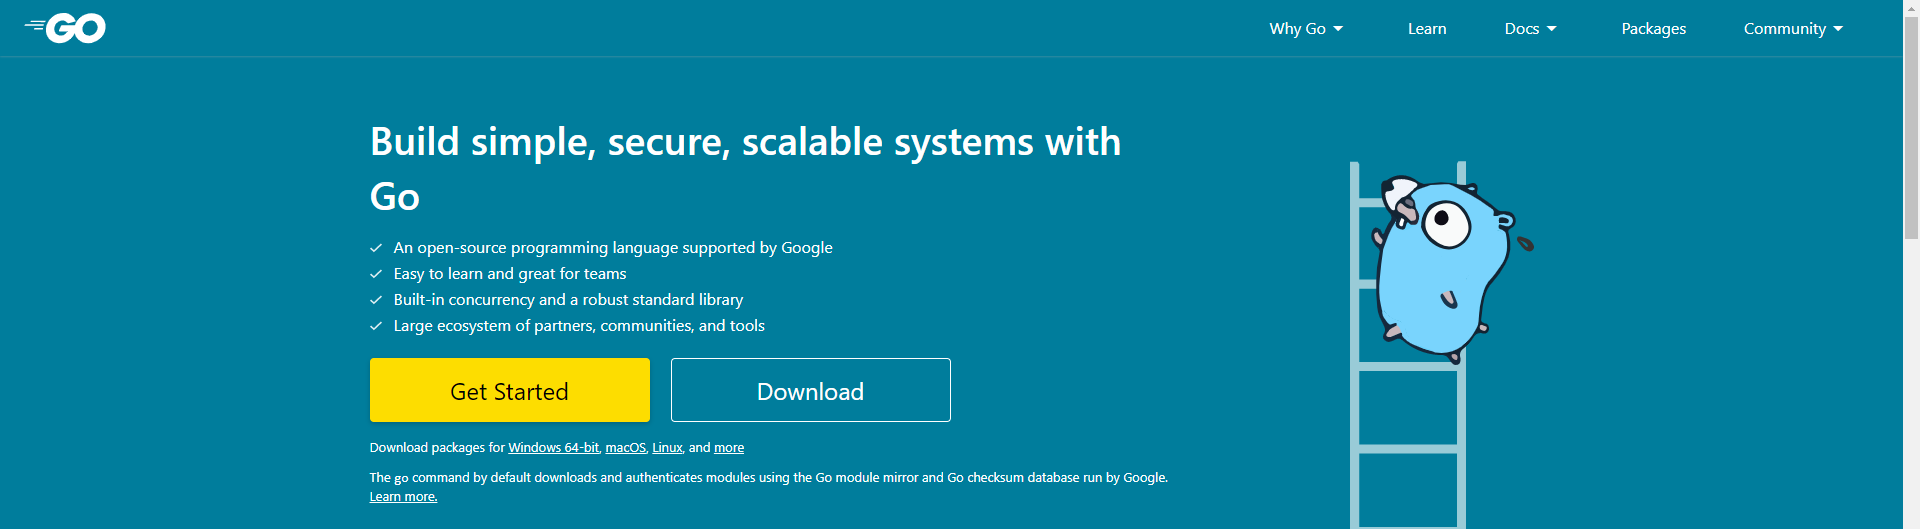 GO
Why Go
Learn
Docs
Packages
Community
Build simple, secure, scalable systems with
Go
An open-source programming language supported by Google
Easy to learn and great for teams
Built-in concurrency and a robust standard library
Large ecosystem of partners, communities, and tools
Get Started
Download
Download packages for Windows 64-bit, macOS, Linux, and more
The go command by default downloads and authenticates modules using the Go module mirror and Go checksum database run by Google.
Learn more.